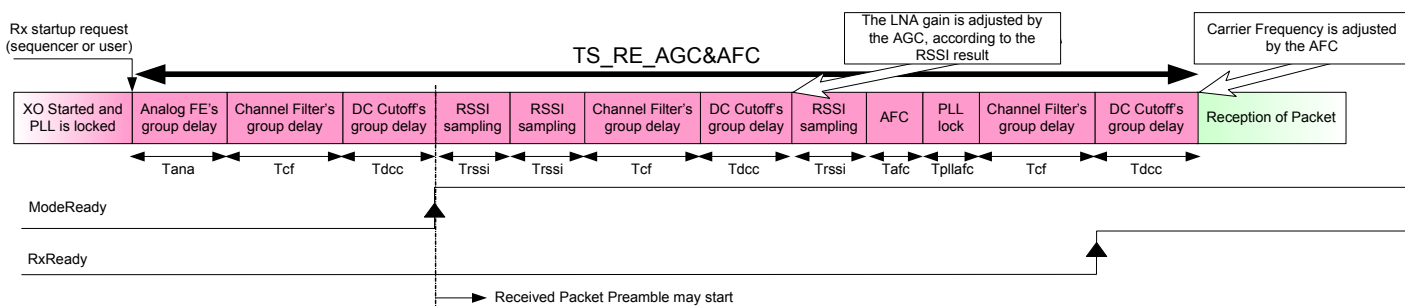 Rx startup request
(sequencer or user)
TS_RE_AGC&AFC
The LNA gain is adjusted by
the AGC, according to the
RSSI result
Carrier Frequency is adjusted
by the AFC
XO Started and
PLL is locked
Analog FE's
group delay
Channel Filter's
group delay
DC Cutoff's
group delay
RSSI
sampling
RSSI
sampling
Channel Filter's
group delay
DC Cutoff's
group delay
RSSI
sampling
AFC
PLL
lock
Channel Filter's
group delay
DC Cutoff's
group delay
Reception of Packet
Tana
Tcf
Tdcc
Trssi
Trssi
Tcf
Tdcc
Trssi
Tafc
Tpllafc
Tcf
Tdcc
ModeReady
RxReady
Received Packet Preamble may start